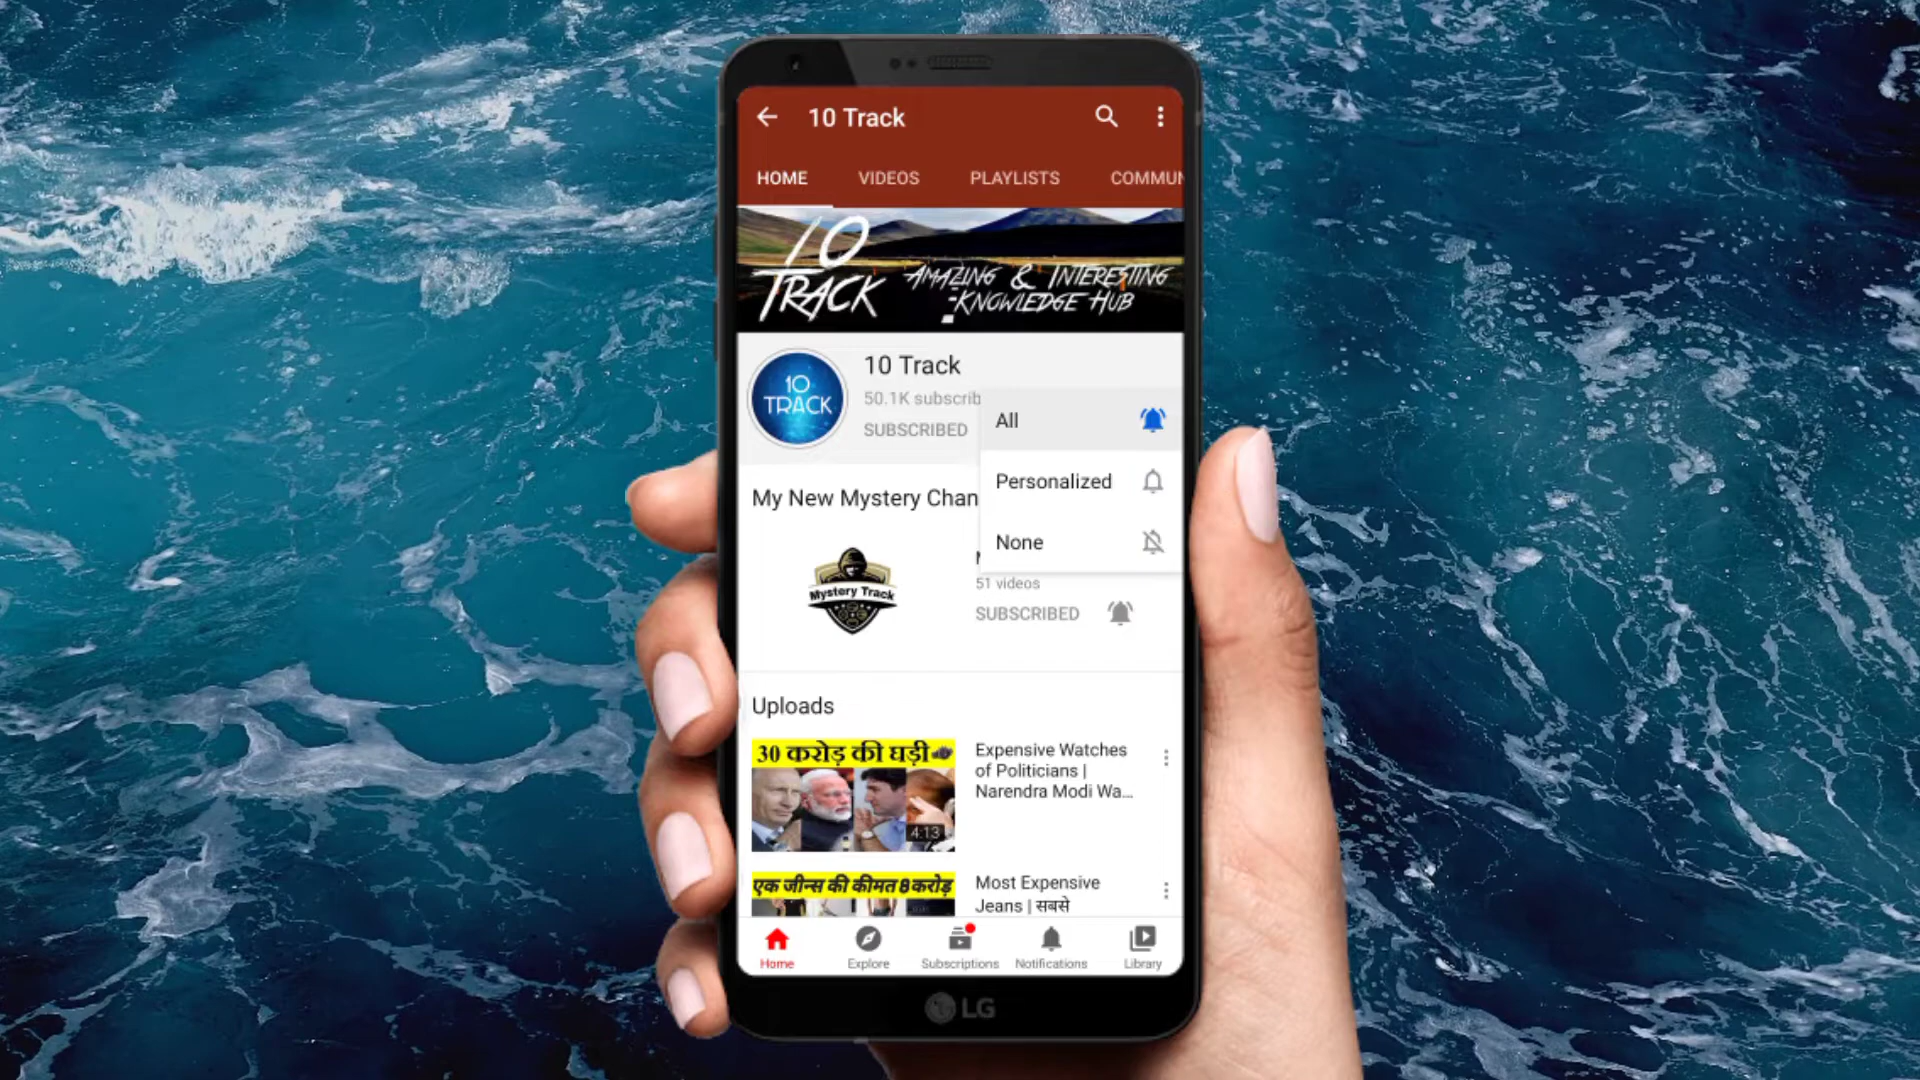 10 Track
HOME VIDEOS PLAYLISTS COMMUN
10
TRACK
AMAZING & INTERESTING
KNOWLEDGE HUB
10
TRACK
10 Track
50.1K subscrib
SUBSCRIBED
All
Personalized
None
My New Mystery Chan
Mystery Track
51 videos
SUBSCRIBED
Uploads
30 करोड़ की घड़ी
4:13
Expensive Watches
of Politicians |
Narendra Modi Wa...
एक जीन्स की कीमत 8 करोड़
Most Expensive
Jeans | सबसे
Home Explore Subscriptions Notifications Library
LG